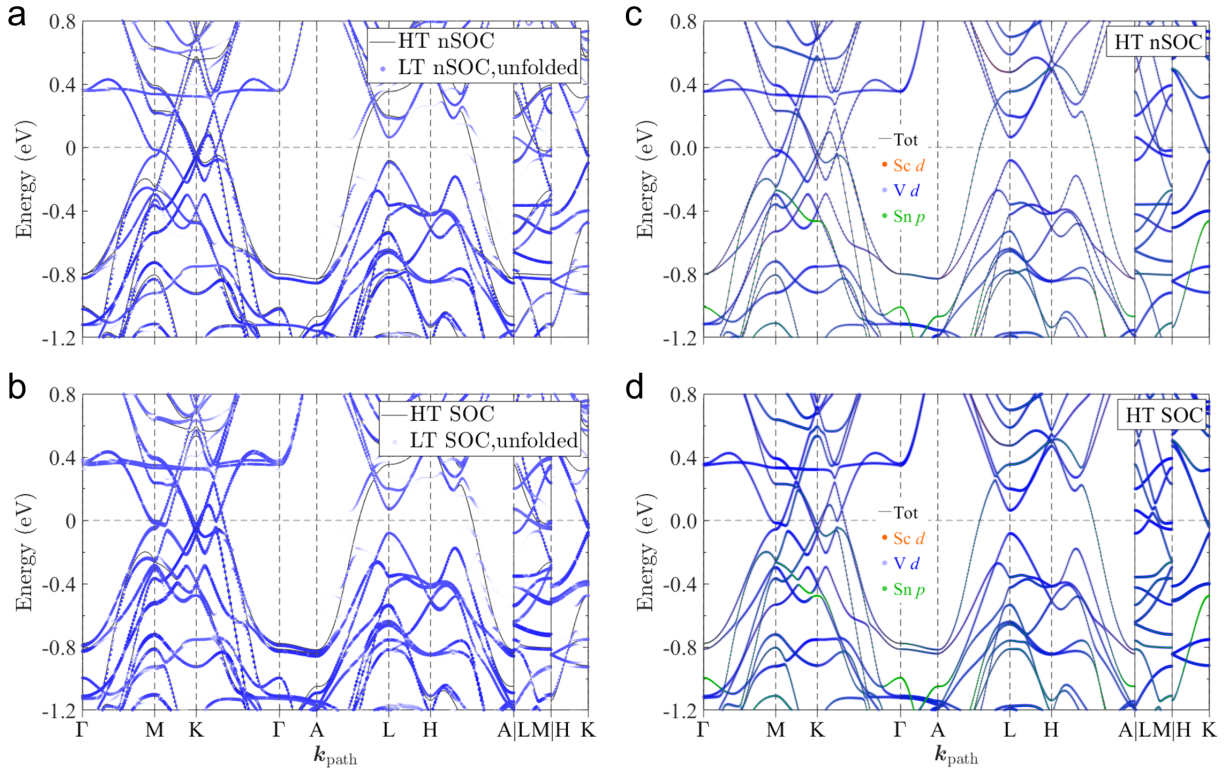 a
0.8
0.4
0.0
-0.4
-0.8
-1.2
Energy (eV)
HT nSOC
LT nSOC,unfolded
c
0.8
0.4
0.0
-0.4
-0.8
-1.2
Energy (eV)
HT nSOC
Tot
Sc d
V d
Sn p
b
0.8
0.4
0
-0.4
-0.8
-1.2
Energy (eV)
HT SOC
LT SOC,unfolded
Γ M K Γ A L H A|LM|H K
k path
d
0.8
0.4
0.0
-0.4
-0.8
-1.2
Energy (eV)
HT SOC
Tot
Sc d
V d
Sn p
Γ M K Γ A L H A|LM|H K
k path